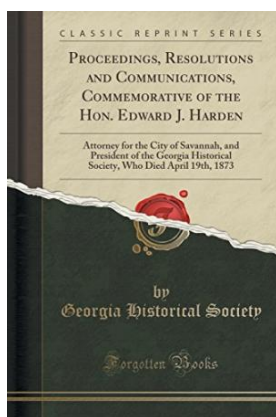 CLASSIC REPRINT SERIES
PROCEEDINGS, RESOLUTIONS
AND COMMUNICATIONS,
COMMEMORATIVE OF THE
HON. EDWARD J. HARDEN
ATTORNEY FOR THE CITY OF SAVANNAH, AND
PRESIDENT OF THE GEORGIA HISTORICAL
SOCIETY, WHO DIED APRIL 19TH, 1873
by
Georgia Historical Society
Forgotten Books